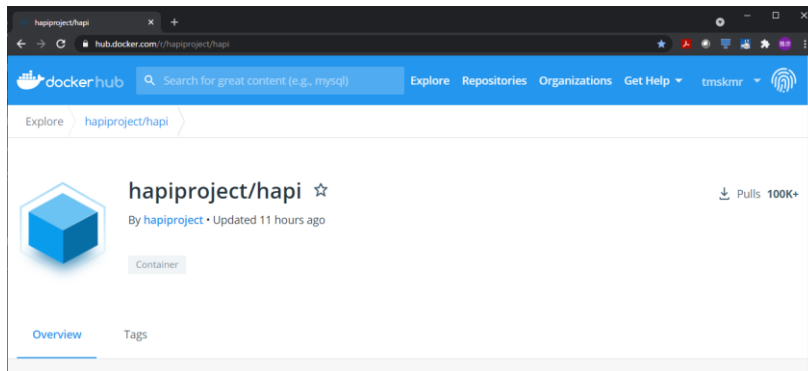 hapiproject/hapi
hub.docker.com/r/hapiproject/hapi
dockerhub Search for great content (e.g., mysql) Explore Repositories Organizations Get Help tmskmr
Explore hapiproject/hapi
hapiproject/hapi
Pulls 100K+
By hapiproject • Updated 11 hours ago
Container
Overview Tags